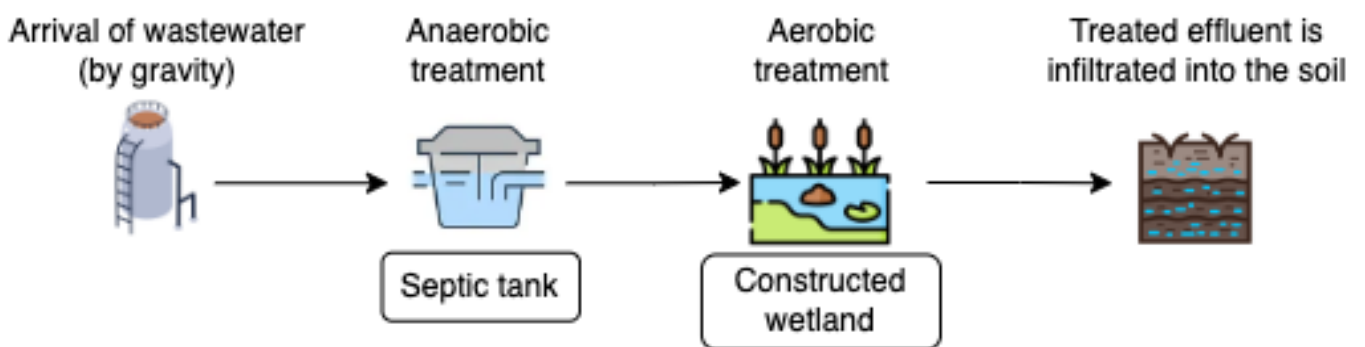 Arrival of wastewater
(by gravity)
Anaerobic
treatment
Aerobic
treatment
Treated effluent is
infiltrated into the soil
Septic tank
Constructed
wetland